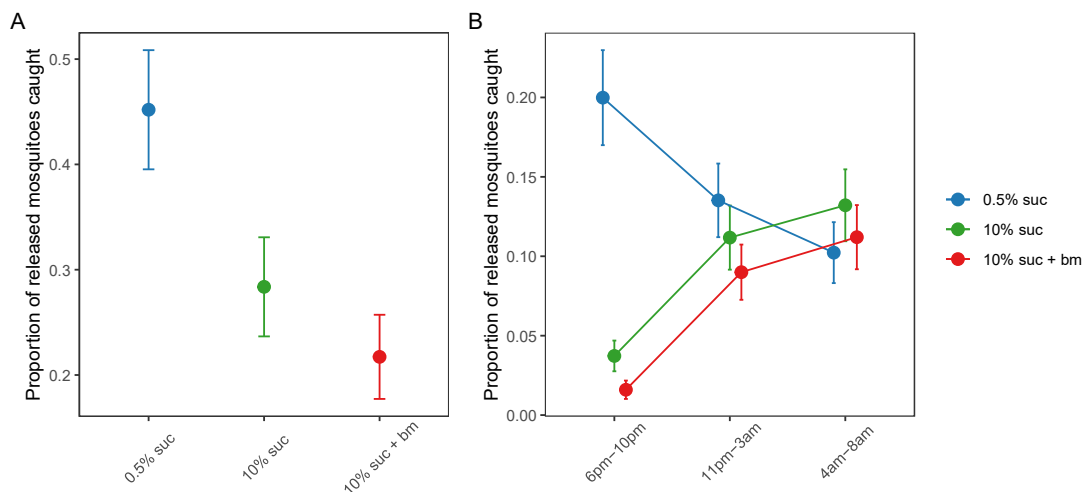 A
Proportion of released mosquitoes caught
0.5
0.4
0.3
0.2
0.5% suc
10% suc
10% suc + bm
B
Proportion of released mosquitoes caught
0.20
0.15
0.10
0.05
0.00
6pm−10pm
11pm−3am
4am−8am
0.5% suc
10% suc
10% suc + bm